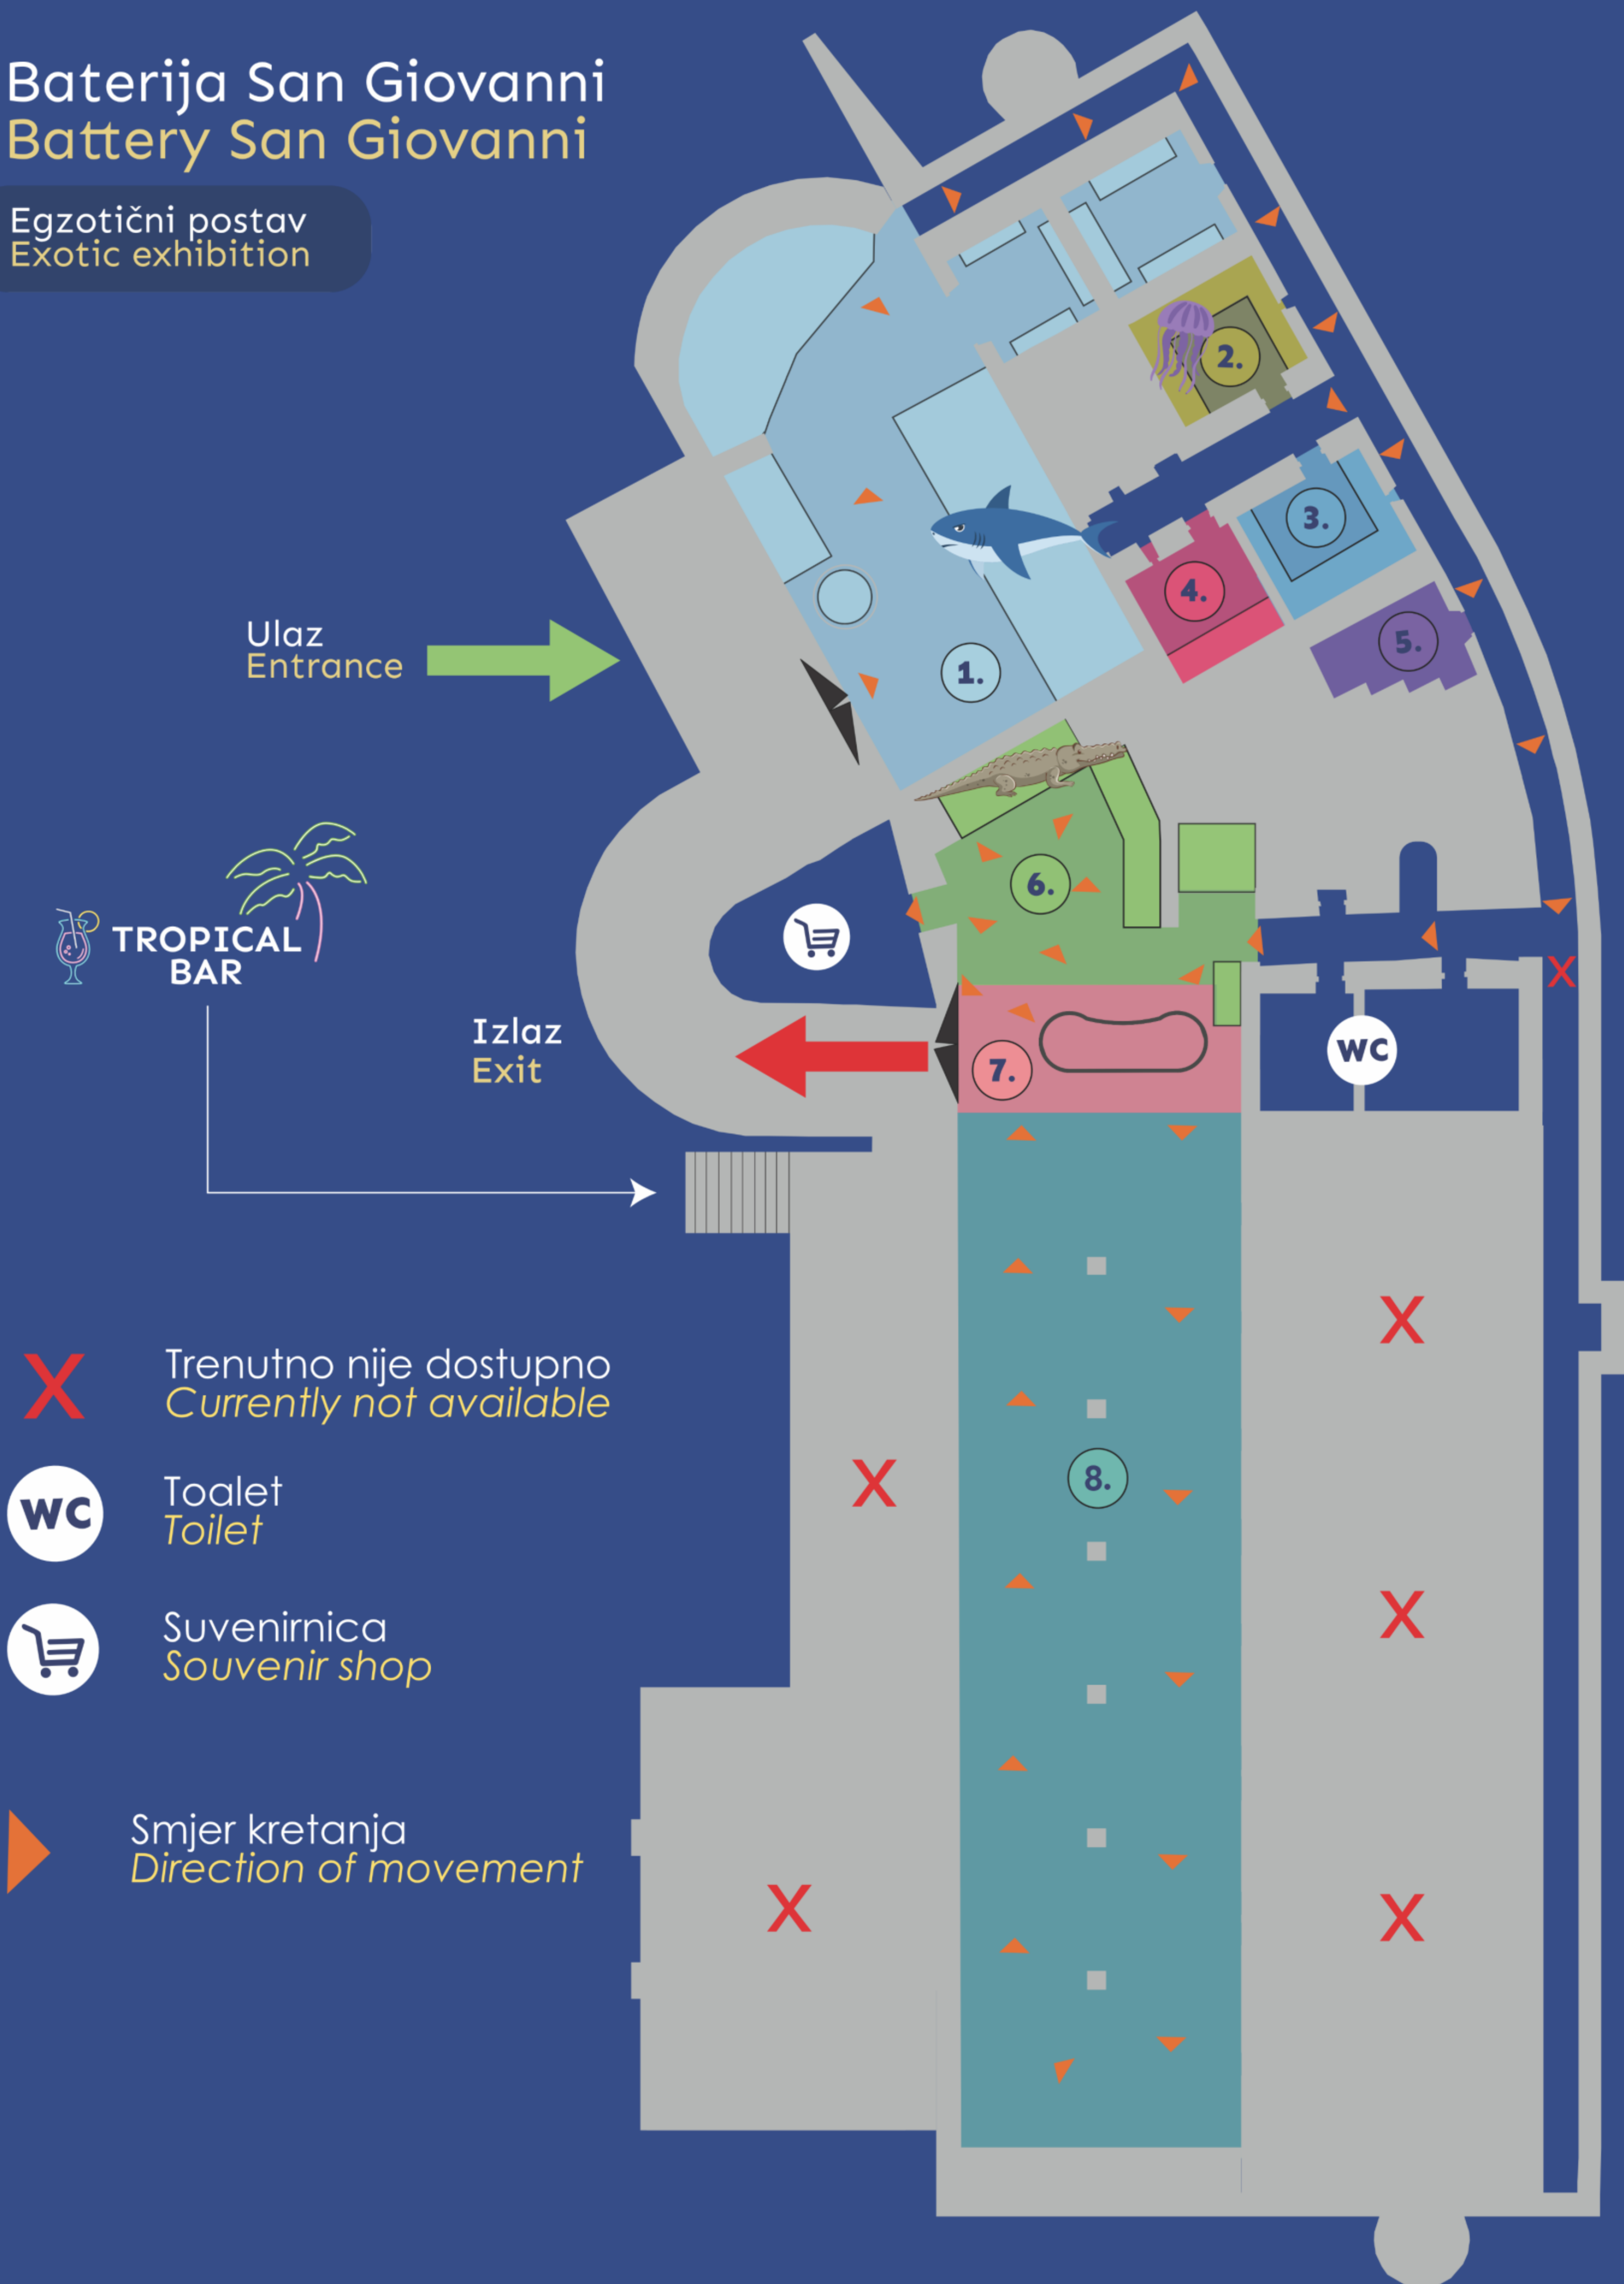 Baterija San Giovanni
Battery San Giovanni
Egzotični postav
Exotic exhibition
2.
3.
4.
5.
Ulaz
Entrance
1.
6.
TROPICAL
BAR
Izlaz
Exit
7.
WC
X
X
X
Trenutno nije dostupno
Currently not available
X
8.
WC
Toalet
Toilet
X
Suvenirnica
Souvenir shop
Smjer kretanja
Direction of movement
X
X